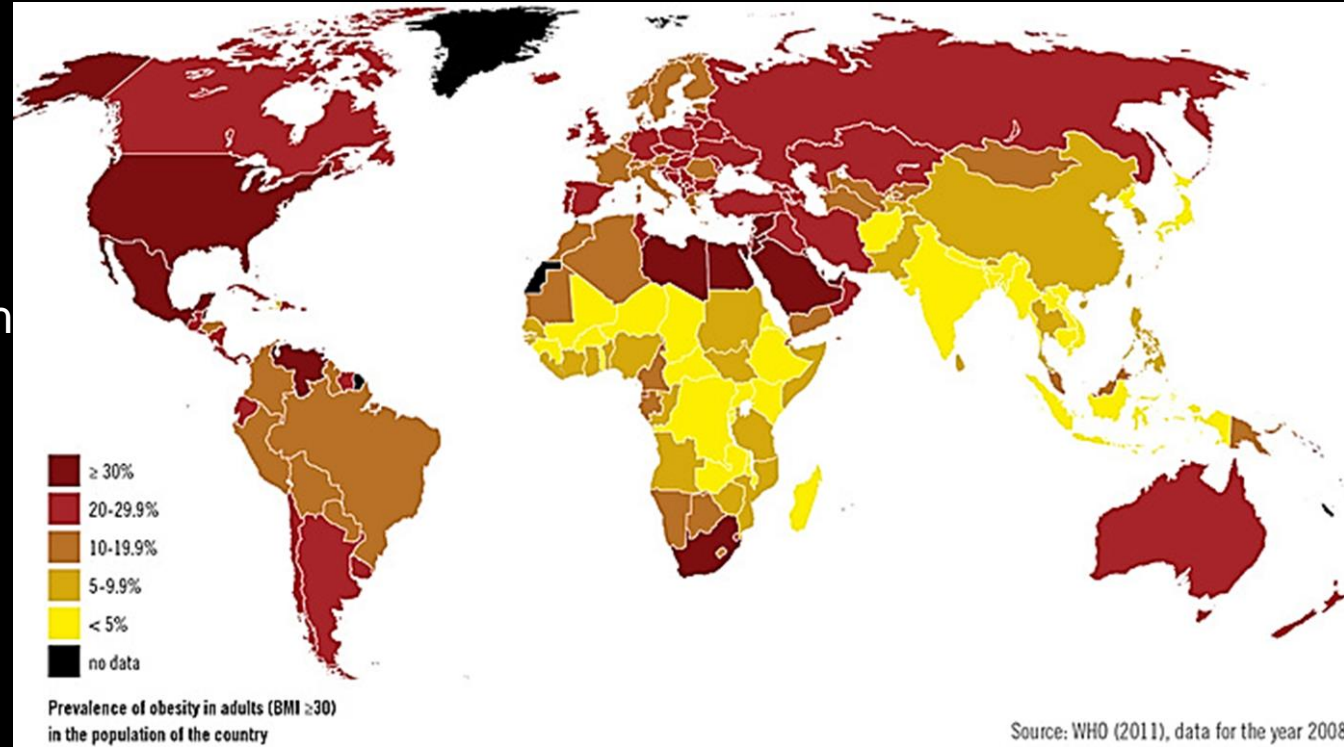 n
≥ 30%
20-29.9%
10-19.9%
5-9.9%
< 5%
no data
Prevalence of obesity in adults (BMI ≥30)
in the population of the country
Source: WHO (2011), data for the year 2008